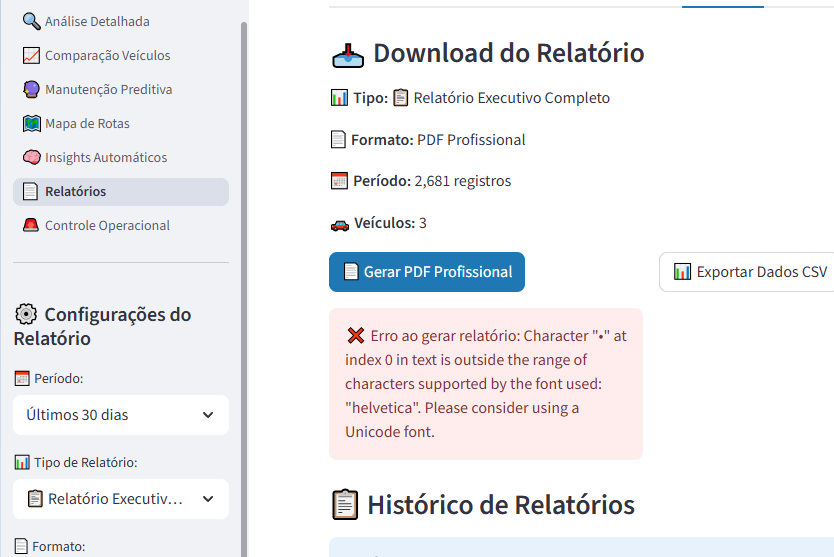 Análise Detalhada
Comparação Veículos
Manutenção Preditiva
Mapa de Rotas
Insights Automáticos
Relatórios
Controle Operacional
Configurações do
Relatório
Período:
Últimos 30 dias
Tipo de Relatório:
Relatório Executiv...
Formato:
Download do Relatório
Tipo: Relatório Executivo Completo
Formato: PDF Profissional
Período: 2,681 registros
Veículos: 3
Gerar PDF Profissional
Exportar Dados CSV
Erro ao gerar relatório: Character "•" at
index 0 in text is outside the range of
characters supported by the font used:
"helvetica". Please consider using a
Unicode font.
Histórico de Relatórios